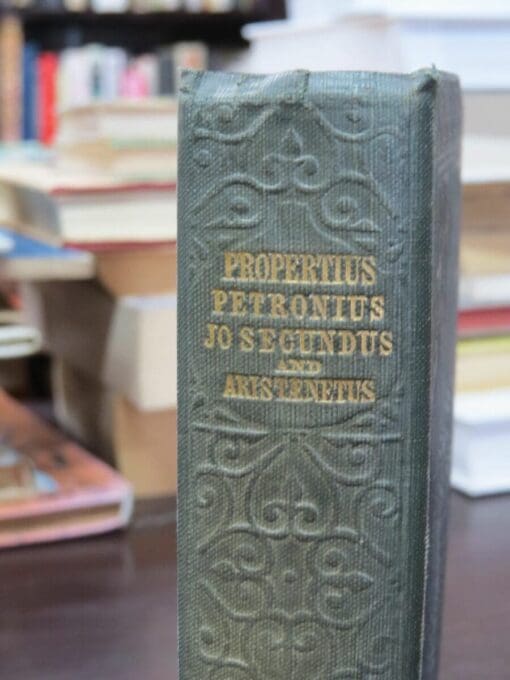 PROPERTIUS
PETRONIUS
JO SECUNDUS
AND
ARISTENETUS